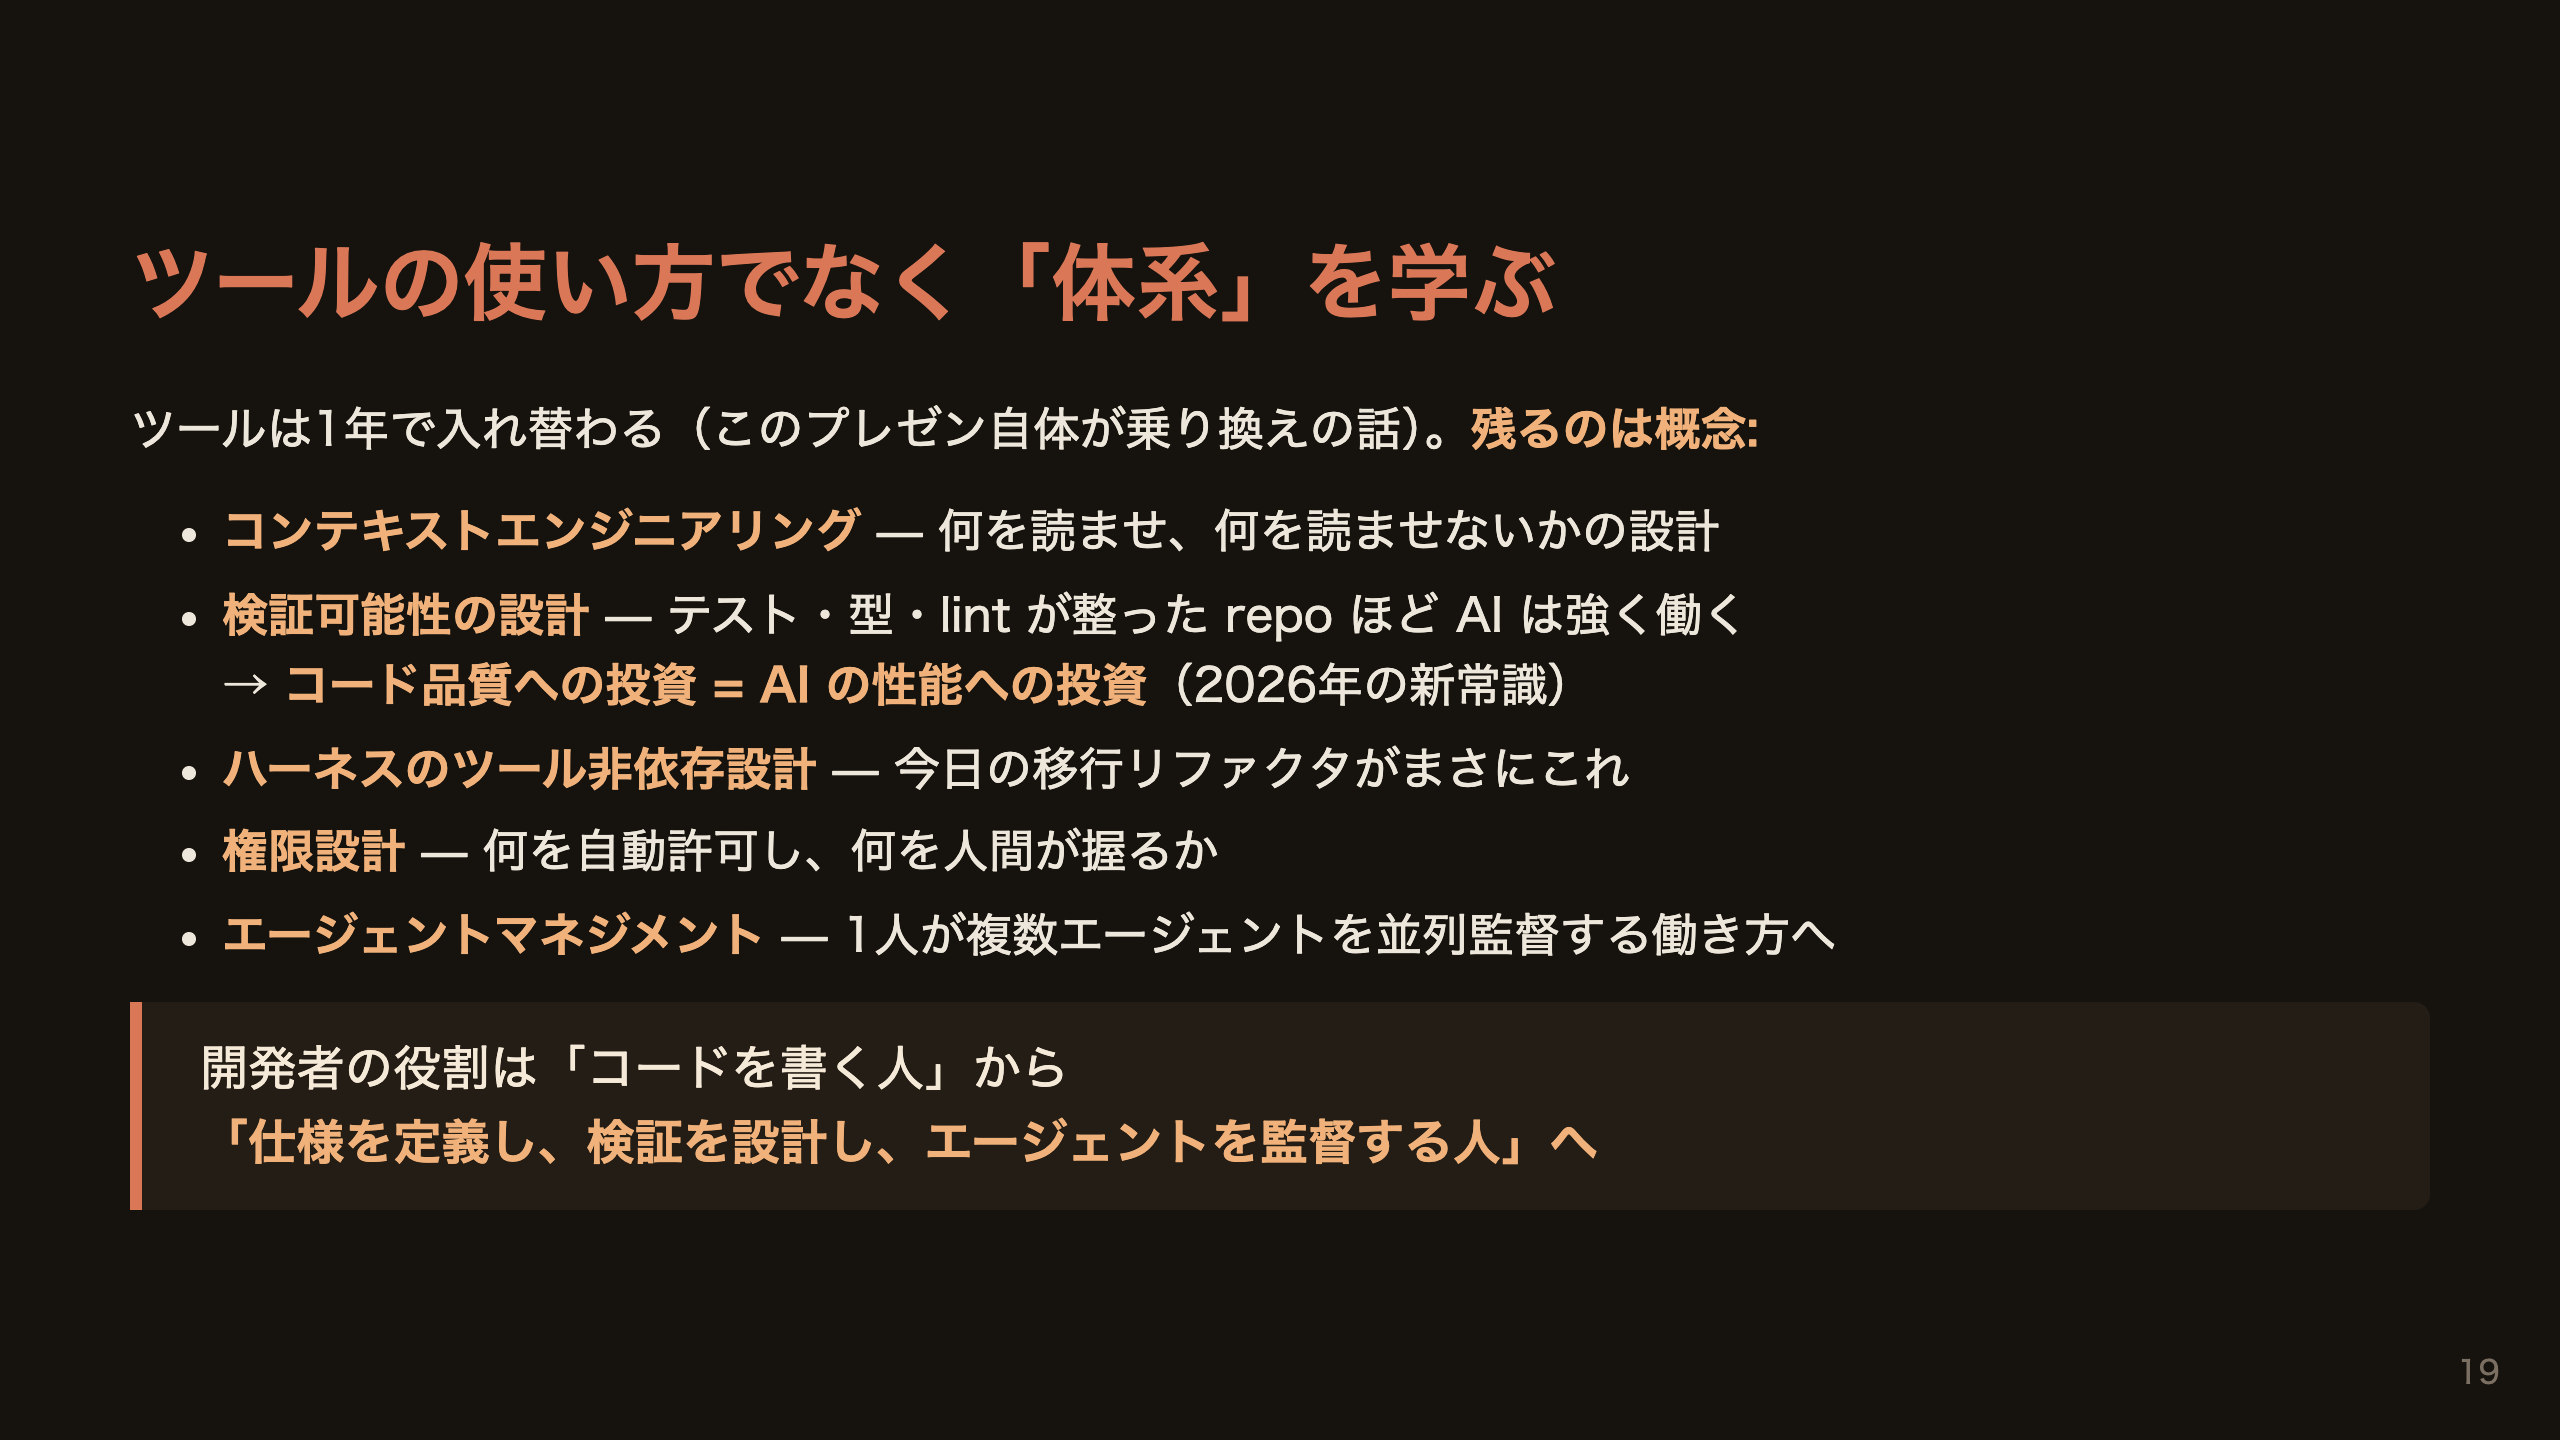 ツールの使い方でなく「体系」を学ぶ
ツールは1年で入れ替わる（このプレゼン自体が乗り換えの話）。残るのは概念:
• コンテキストエンジニアリング — 何を読ませ、何を読ませないかの設計
• 検証可能性の設計 — テスト・型・lint が整った repo ほど AI は強く働く
→ コード品質への投資 = AI の性能への投資（2026年の新常識）
• ハーネスのツール非依存設計 — 今日の移行リファクタがまさにこれ
• 権限設計 — 何を自動許可し、何を人間が握るか
• エージェントマネジメント — 1人が複数エージェントを並列監督する働き方へ
開発者の役割は「コードを書く人」から
「仕様を定義し、検証を設計し、エージェントを監督する人」へ
19